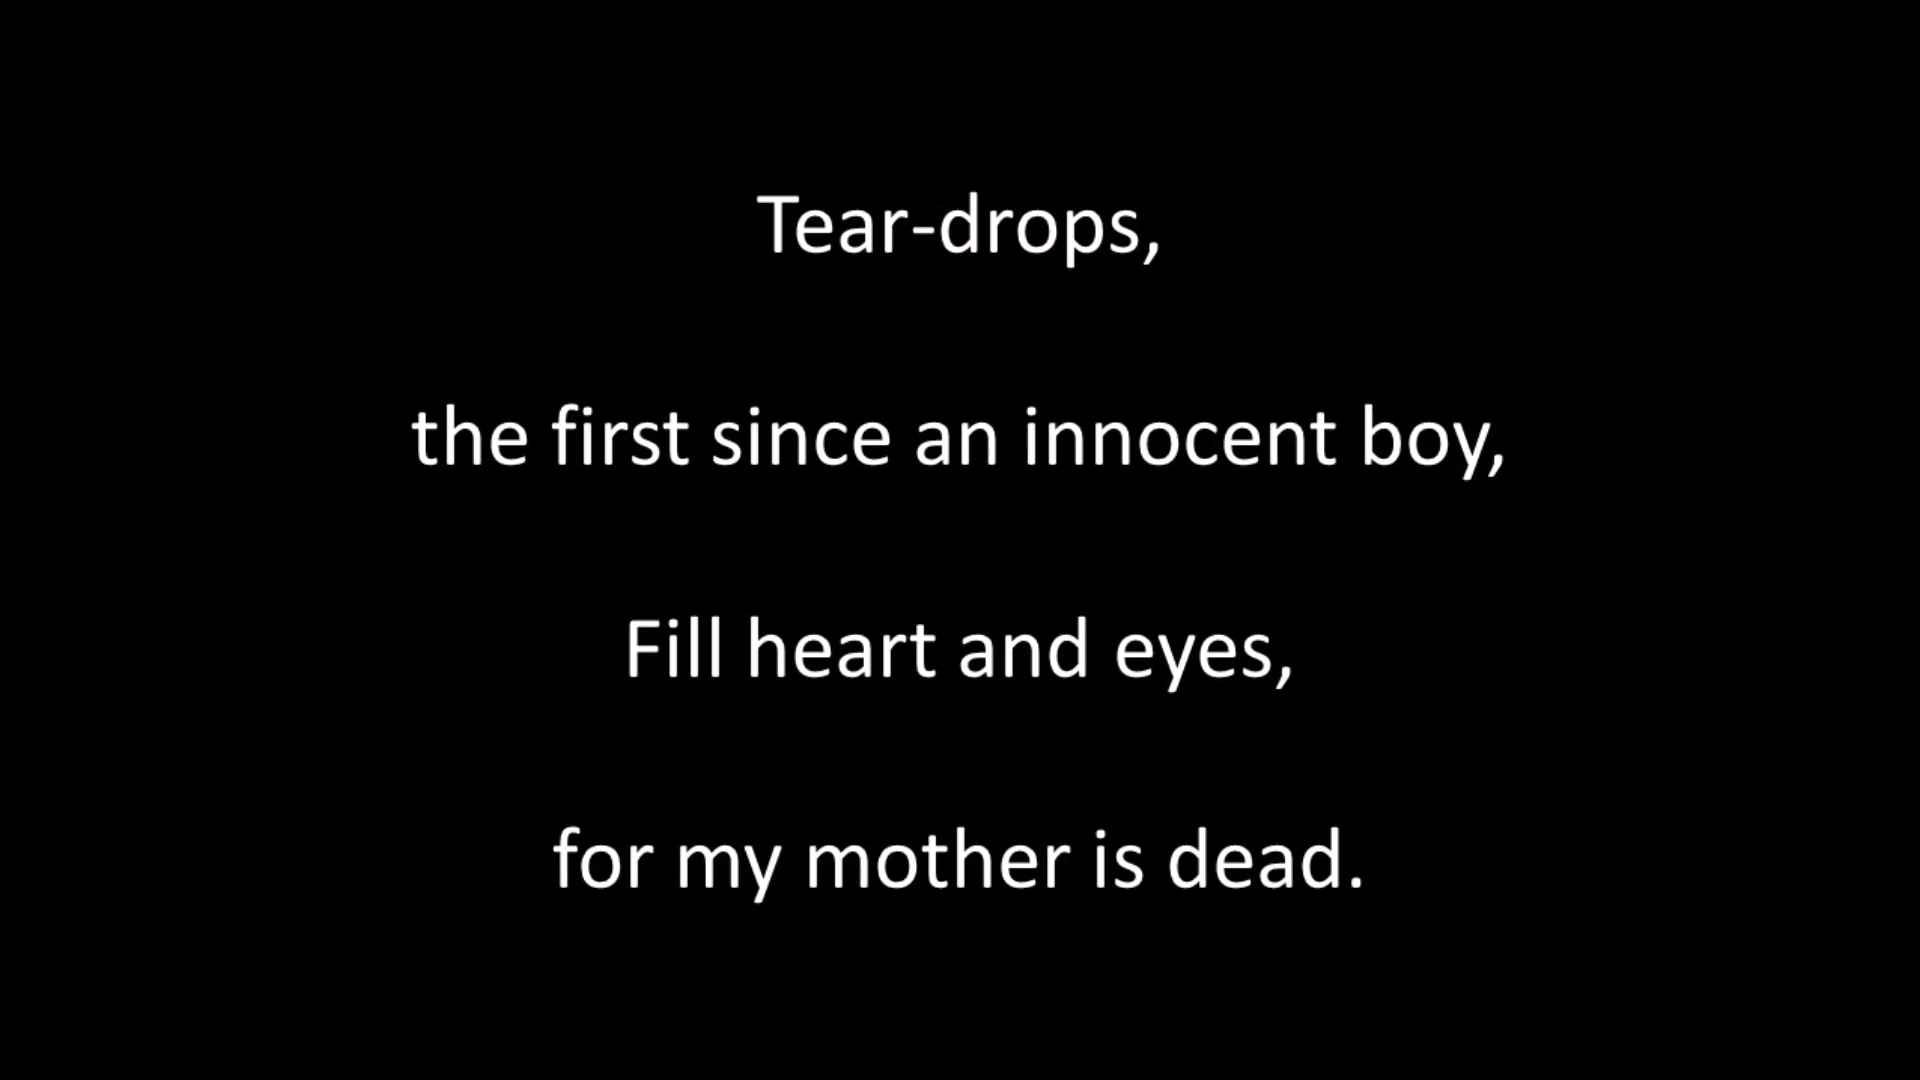 Tear-drops,
the first since an innocent boy,
Fill heart and eyes,
for my mother is dead.